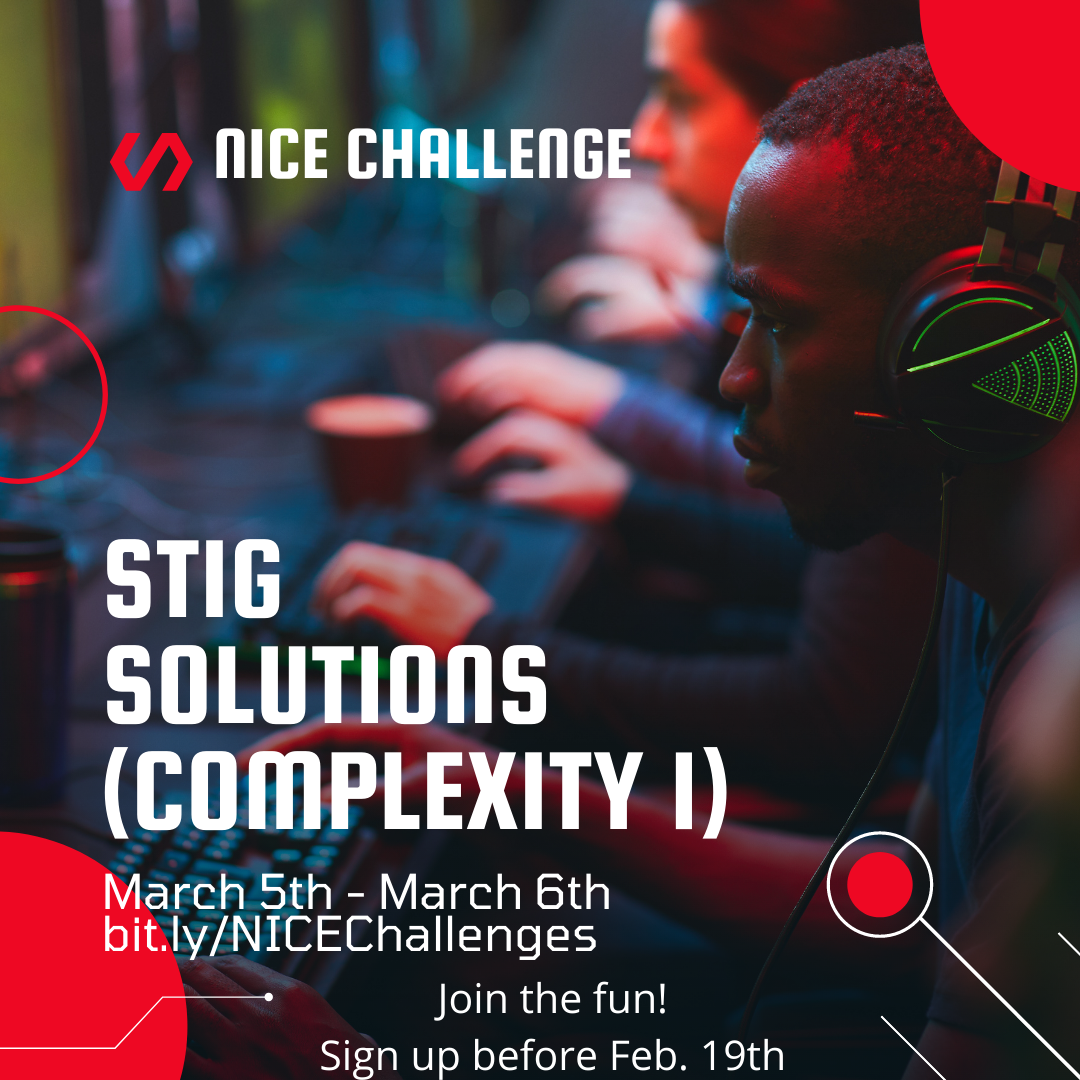 NICE CHALLENGE
STIG
SOLUTIONS
(COMPLEXITY I)
March 5th - March 6th
bit.ly/NICEChallenges
Join the fun!
Sign up before Feb. 19th